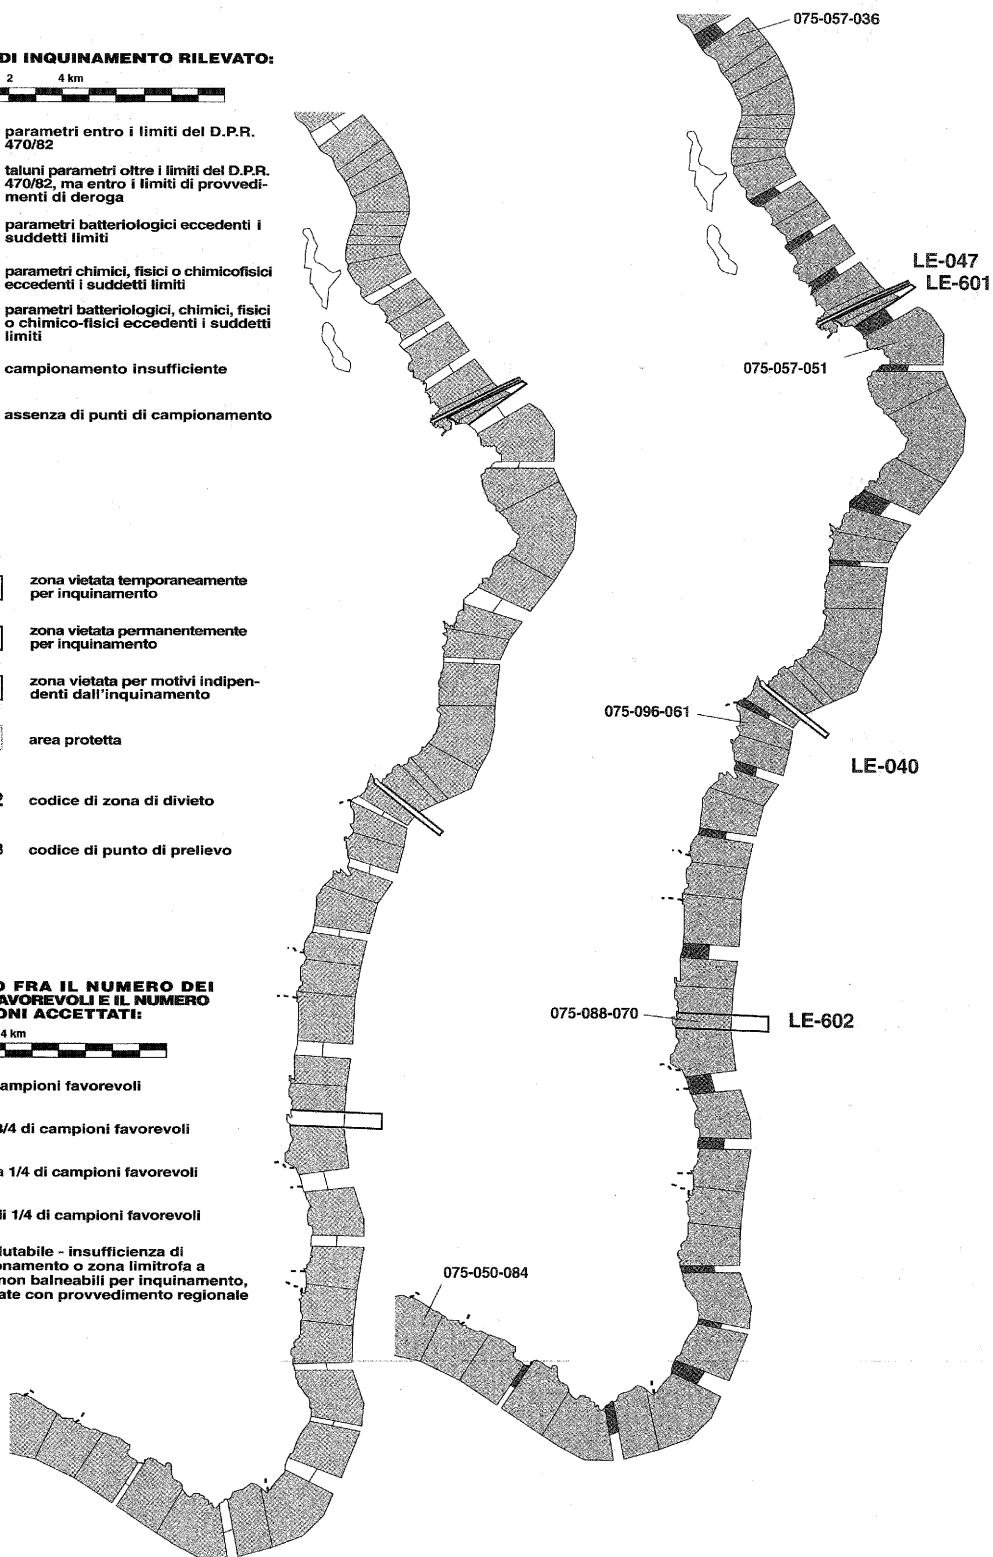 DI INQUINAMENTO RILEVATO:
2 4 km
parametri entro i limiti del D.P.R.
470/82
taluni parametri oltre i limiti del D.P.R.
470/82, ma entro i limiti di provvedi-
menti di deroga
parametri batteriologici eccedenti i
suddetti limiti
parametri chimici, fisici o chimicofisici
eccedenti i suddetti limiti
parametri batteriologici, chimici, fisici
o chimico-fisici eccedenti i suddetti
limiti
campionamento insufficiente
assenza di punti di campionamento
zona vietata temporaneamente
per inquinamento
zona vietata permanentemente
per inquinamento
zona vietata per motivi indipen-
denti dall'inquinamento
area protetta
codice di zona di divieto
codice di punto di prelievo
FRA IL NUMERO DEI
AVOREVOLI E IL NUMERO
ONI ACCETTATI:
4 km
ampioni favorevoli
3/4 di campioni favorevoli
a 1/4 di campioni favorevoli
di 1/4 di campioni favorevoli
lutabile - insufficienza di
onamento o zona limitrofa a
non balneabili per inquinamento,
ate con provvedimento regionale
075-057-036
LE-047
LE-601
075-057-051
075-096-061
LE-040
075-088-070
LE-602
075-050-084